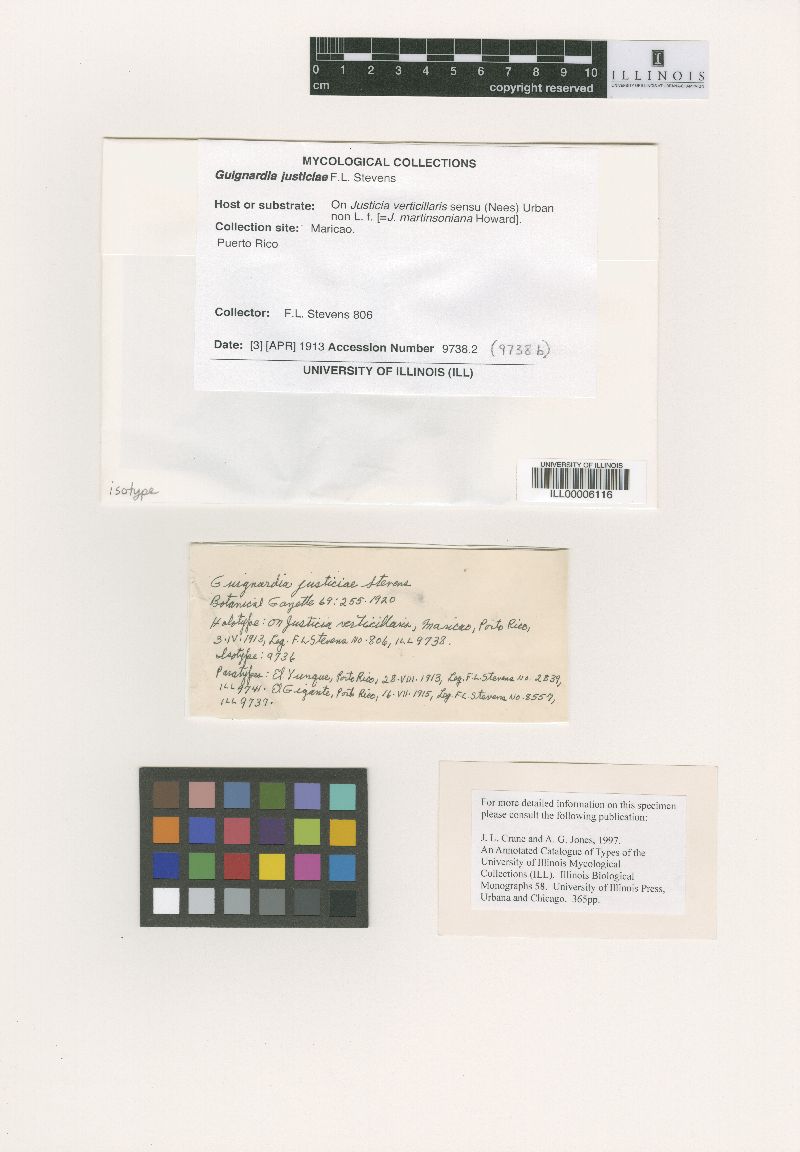 0 1 2 3 4 5 6 7 8 9 10
cm
copyright reserved
I
ILLINOIS
UNIVERSITY OF ILLINOIS AT URBANA-CHAMPAIGN
MYCOLOGICAL COLLECTIONS
Guignardia justiciae F.L. Stevens
Host or substrate: On Justicia verticillaris sensu (Nees) Urban
non L. f. [=J. martinsoniana Howard].
Collection site: Maricao.
Puerto Rico
Collector: F.L. Stevens 806
Date: [3] [APR] 1913 Accession Number 9738.2 (9738 b)
UNIVERSITY OF ILLINOIS (ILL)
isotype
UNIVERSITY OF ILLINOIS
ILL00006116
Guignardia justiciae Stevens
Botanical Gazette 69:255. 1920
Holotype: On Justicia verticillaris, Maricao, Porto Rico,
3.IV.1913, Leg. F.L. Stevens No. 806, ILL 9738.
Isotype: 9736
Paratypes: El Yunque, Porto Rico, 28.VIII.1913, Leg. F.L. Stevens No. 2839,
ILL 9741. El Gigante, Porto Rico, 16.VII.1915, Leg. F.L. Stevens No. 8557,
ILL 9737.
For more detailed information on this specimen
please consult the following publication:
J. L. Crane and A. G. Jones, 1997.
An Annotated Catalogue of Types of the
University of Illinois Mycological
Collections (ILL). Illinois Biological
Monographs 58. University of Illinois Press,
Urbana and Chicago. 365pp.